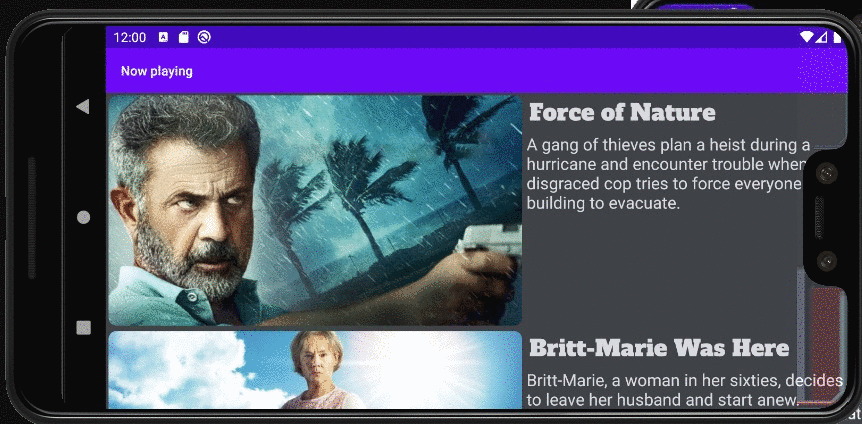 12:00
Now playing
Force of Nature
A gang of thieves plan a heist during a
hurricane and encounter trouble when
disgraced cop tries to force everyone
building to evacuate.
Britt-Marie Was Here
Britt-Marie, a woman in her sixties, decides
to leave her husband and start anew.
at